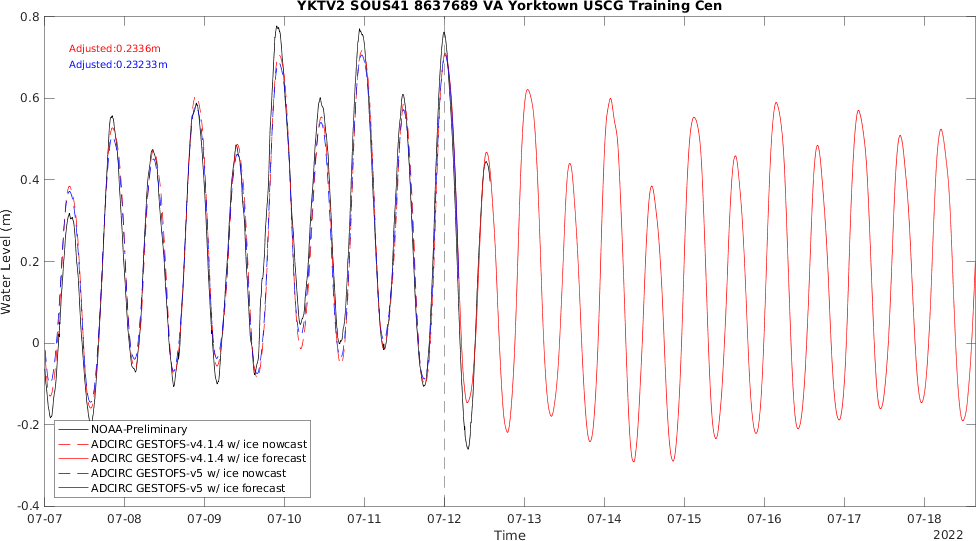 YKTV2 SOUS41 8637689 VA Yorktown USCG Training Cen
Adjusted:0.2336m
Adjusted:0.23233m
0.8
0.6
0.4
0.2
0
-0.2
-0.4
Water Level (m)
NOAA-Preliminary
ADCIRC GESTOFS-v4.1.4 w/ ice nowcast
ADCIRC GESTOFS-v4.1.4 w/ ice forecast
ADCIRC GESTOFS-v5 w/ ice nowcast
ADCIRC GESTOFS-v5 w/ ice forecast
07-07 07-08 07-09 07-10 07-11 07-12 07-13 07-14 07-15 07-16 07-17 07-18
Time
2022